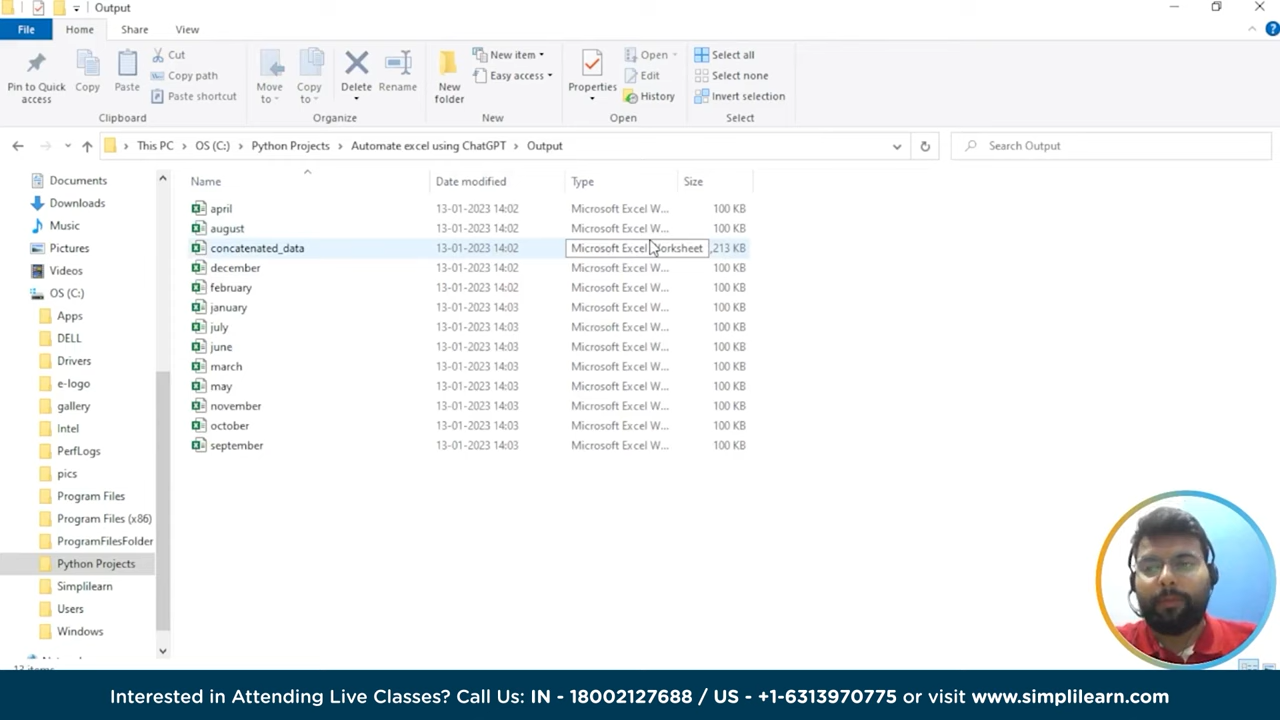 Output
File Home Share View
Pin to Quick access
Copy
Paste
Cut
Copy path
Paste shortcut
Clipboard
Move to
Copy to
Delete
Rename
Organize
New folder
New item
Easy access
New
Properties
Open
Edit
History
Open
Select all
Select none
Invert selection
Select
This PC > OS (C:) > Python Projects > Automate excel using ChatGPT > Output
Search Output
Documents
Downloads
Music
Pictures
Videos
OS (C:)
Apps
DELL
Drivers
e-logo
gallery
Intel
PerfLogs
pics
Program Files
Program Files (x86)
ProgramFilesFolder
Python Projects
Simplilearn
Users
Windows
Name Date modified Type Size
april 13-01-2023 14:02 Microsoft Excel W... 100 KB
august 13-01-2023 14:02 Microsoft Excel W... 100 KB
concatenated_data 13-01-2023 14:02 Microsoft Excel Worksheet ,213 KB
december 13-01-2023 14:02 Microsoft Excel W... 100 KB
february 13-01-2023 14:02 Microsoft Excel W... 100 KB
january 13-01-2023 14:03 Microsoft Excel W... 100 KB
july 13-01-2023 14:03 Microsoft Excel W... 100 KB
june 13-01-2023 14:03 Microsoft Excel W... 100 KB
march 13-01-2023 14:03 Microsoft Excel W... 100 KB
may 13-01-2023 14:03 Microsoft Excel W... 100 KB
november 13-01-2023 14:03 Microsoft Excel W... 100 KB
october 13-01-2023 14:03 Microsoft Excel W... 100 KB
september 13-01-2023 14:03 Microsoft Excel W... 100 KB
13 items
Interested in Attending Live Classes? Call Us: IN - 18002127688 / US - +1-6313970775 or visit www.simplilearn.com